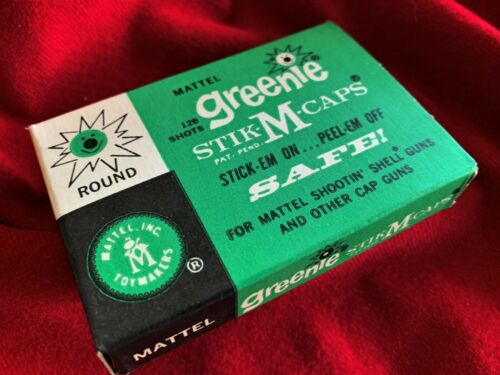 MATTEL
greenie®
128 SHOTS
STIK-M-CAPS®
PAT. PEND.
STICK-EM ON...PEEL-EM OFF
SAFE!
FOR MATTEL SHOOTIN' SHELL® GUNS
AND OTHER CAP GUNS
ROUND
MATTEL, INC.
M
TOYMAKERS
®
MATTEL
greenie STIK-M-CAPS®